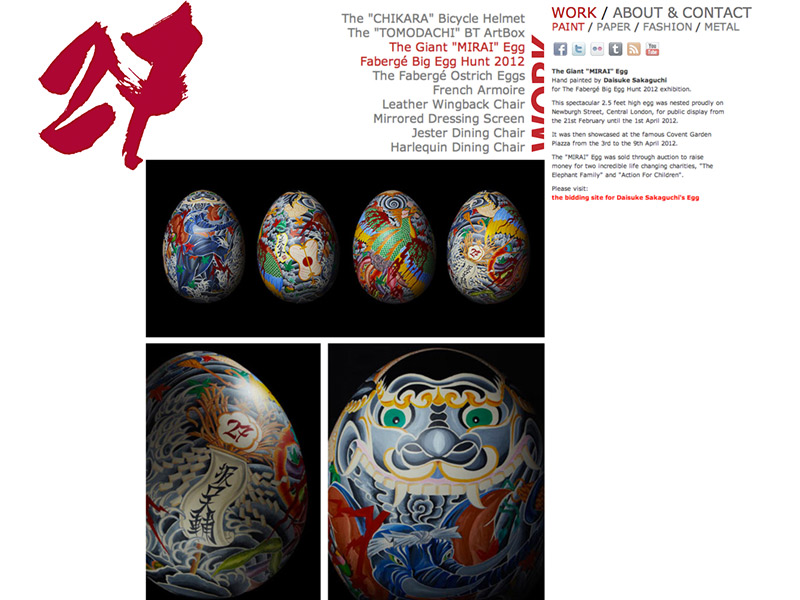 27
The "CHIKARA" Bicycle Helmet
The "TOMODACHI" BT ArtBox
The Giant "MIRAI" Egg
Fabergé Big Egg Hunt 2012
The Fabergé Ostrich Eggs
French Armoire
Leather Wingback Chair
Mirrored Dressing Screen
Jester Dining Chair
Harlequin Dining Chair
WORK
WORK / ABOUT & CONTACT
PAINT / PAPER / FASHION / METAL
The Giant "MIRAI" Egg
Hand painted by Daisuke Sakaguchi
for The Fabergé Big Egg Hunt 2012 exhibition.
This spectacular 2.5 feet high egg was nested proudly on
Newburgh Street, Central London, for public display from
the 21st February until the 1st April 2012.
It was then showcased at the famous Covent Garden
Piazza from the 3rd to the 9th April 2012.
The "MIRAI" Egg was sold through auction to raise
money for two incredible life changing charities, "The
Elephant Family" and "Action For Children".
Please visit:
the bidding site for Daisuke Sakaguchi's Egg
27